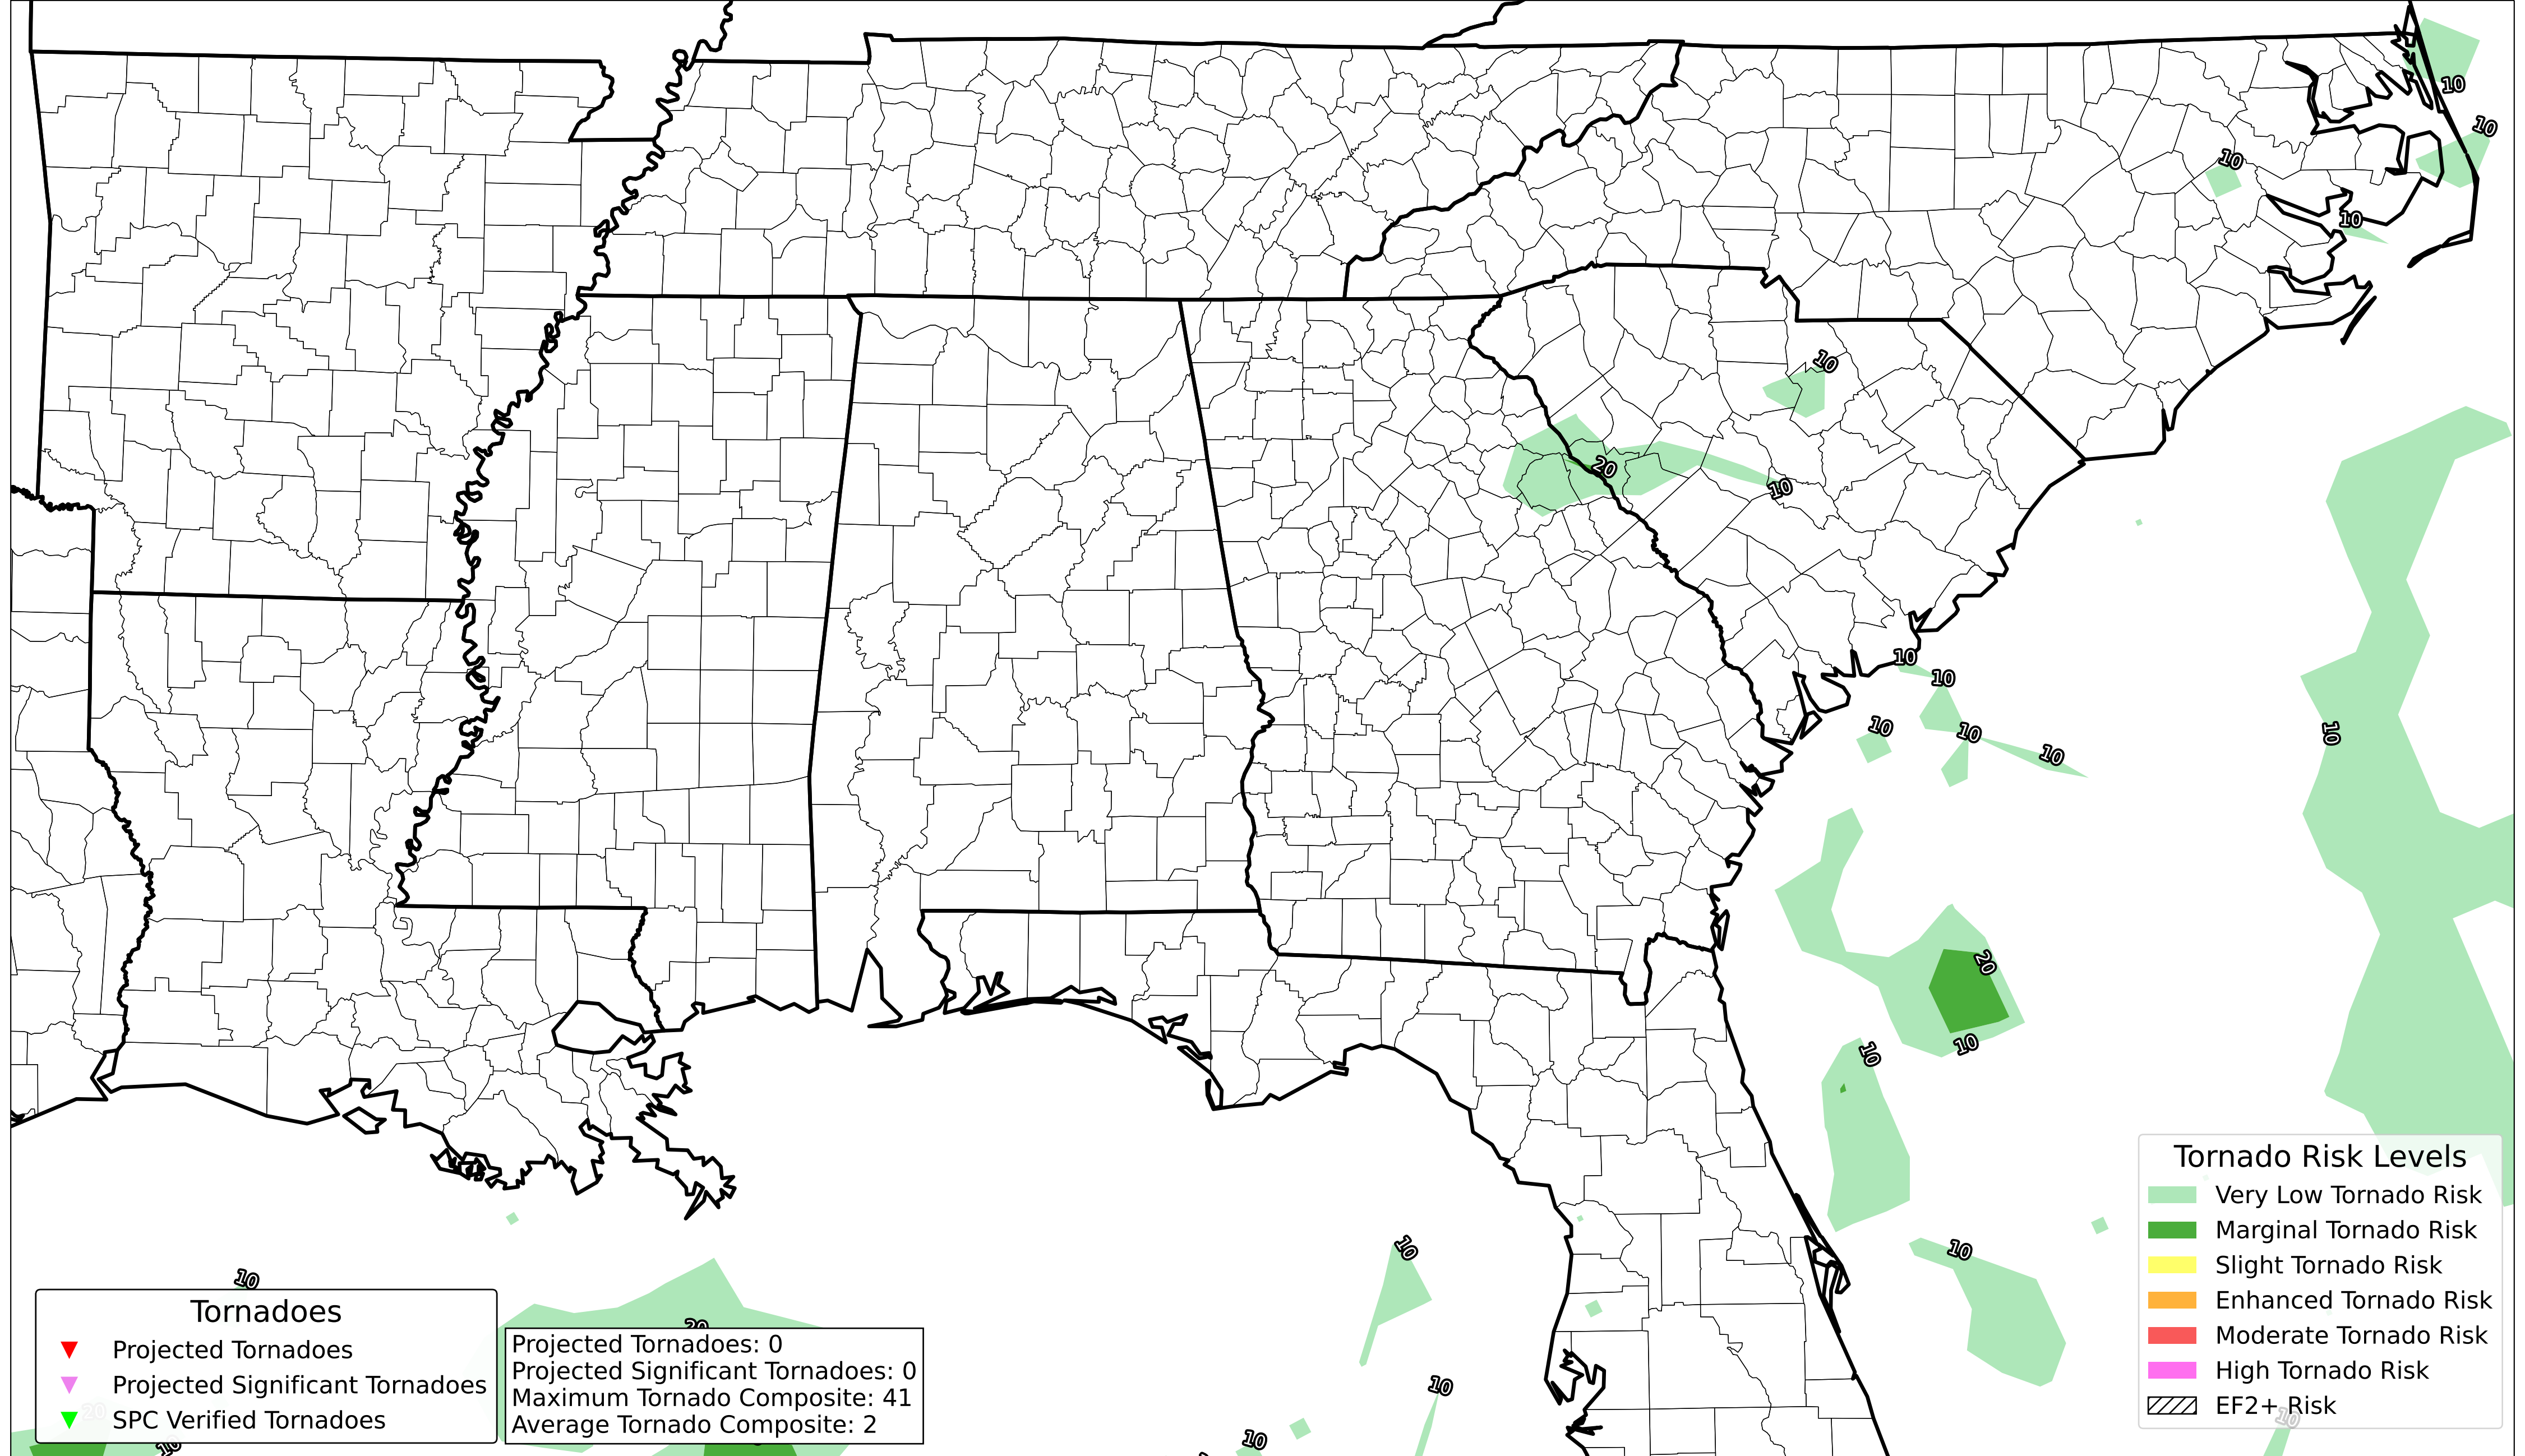 10
10
10
10
10
20
10
10
10
10
10
10
10
20
10
10
10
10
10
20
10
10
10
20
10
Tornado Risk Levels
Very Low Tornado Risk
Marginal Tornado Risk
Slight Tornado Risk
Enhanced Tornado Risk
Moderate Tornado Risk
High Tornado Risk
EF2+ Risk
Tornadoes
Projected Tornadoes
Projected Significant Tornadoes
SPC Verified Tornadoes
Projected Tornadoes: 0
Projected Significant Tornadoes: 0
Maximum Tornado Composite: 41
Average Tornado Composite: 2